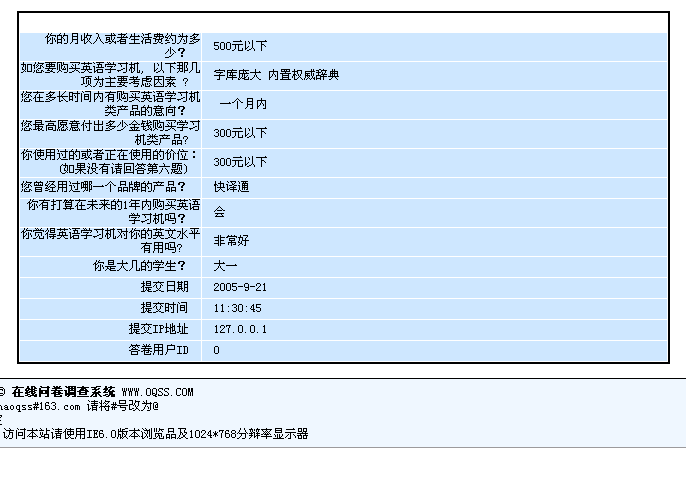 你的月收入或者生活费约为多
少？ 500元以下
如您要购买英语学习机, 以下那几
项为主要考虑因素 ? 字库庞大 内置权威辞典
您在多长时间内有购买英语学习机
类产品的意向? 一个月内
您最高愿意付出多少金钱购买学习
机类产品? 300元以下
你使用过的或者正在使用的价位：
(如果没有请回答第六题) 300元以下
您曾经用过哪一个品牌的产品？ 快译通
你有打算在未来的1年内购买英语
学习机吗？ 会
你觉得英语学习机对你的英文水平
有用吗? 非常好
你是大几的学生？ 大一
提交日期 2005-9-21
提交时间 11:30:45
提交IP地址 127.0.0.1
答卷用户ID 0
© 在线问卷调查系统 WWW.OQSS.COM
aoqss#163.com 请将#号改为@
访问本站请使用IE6.0版本浏览品及1024*768分辩率显示器